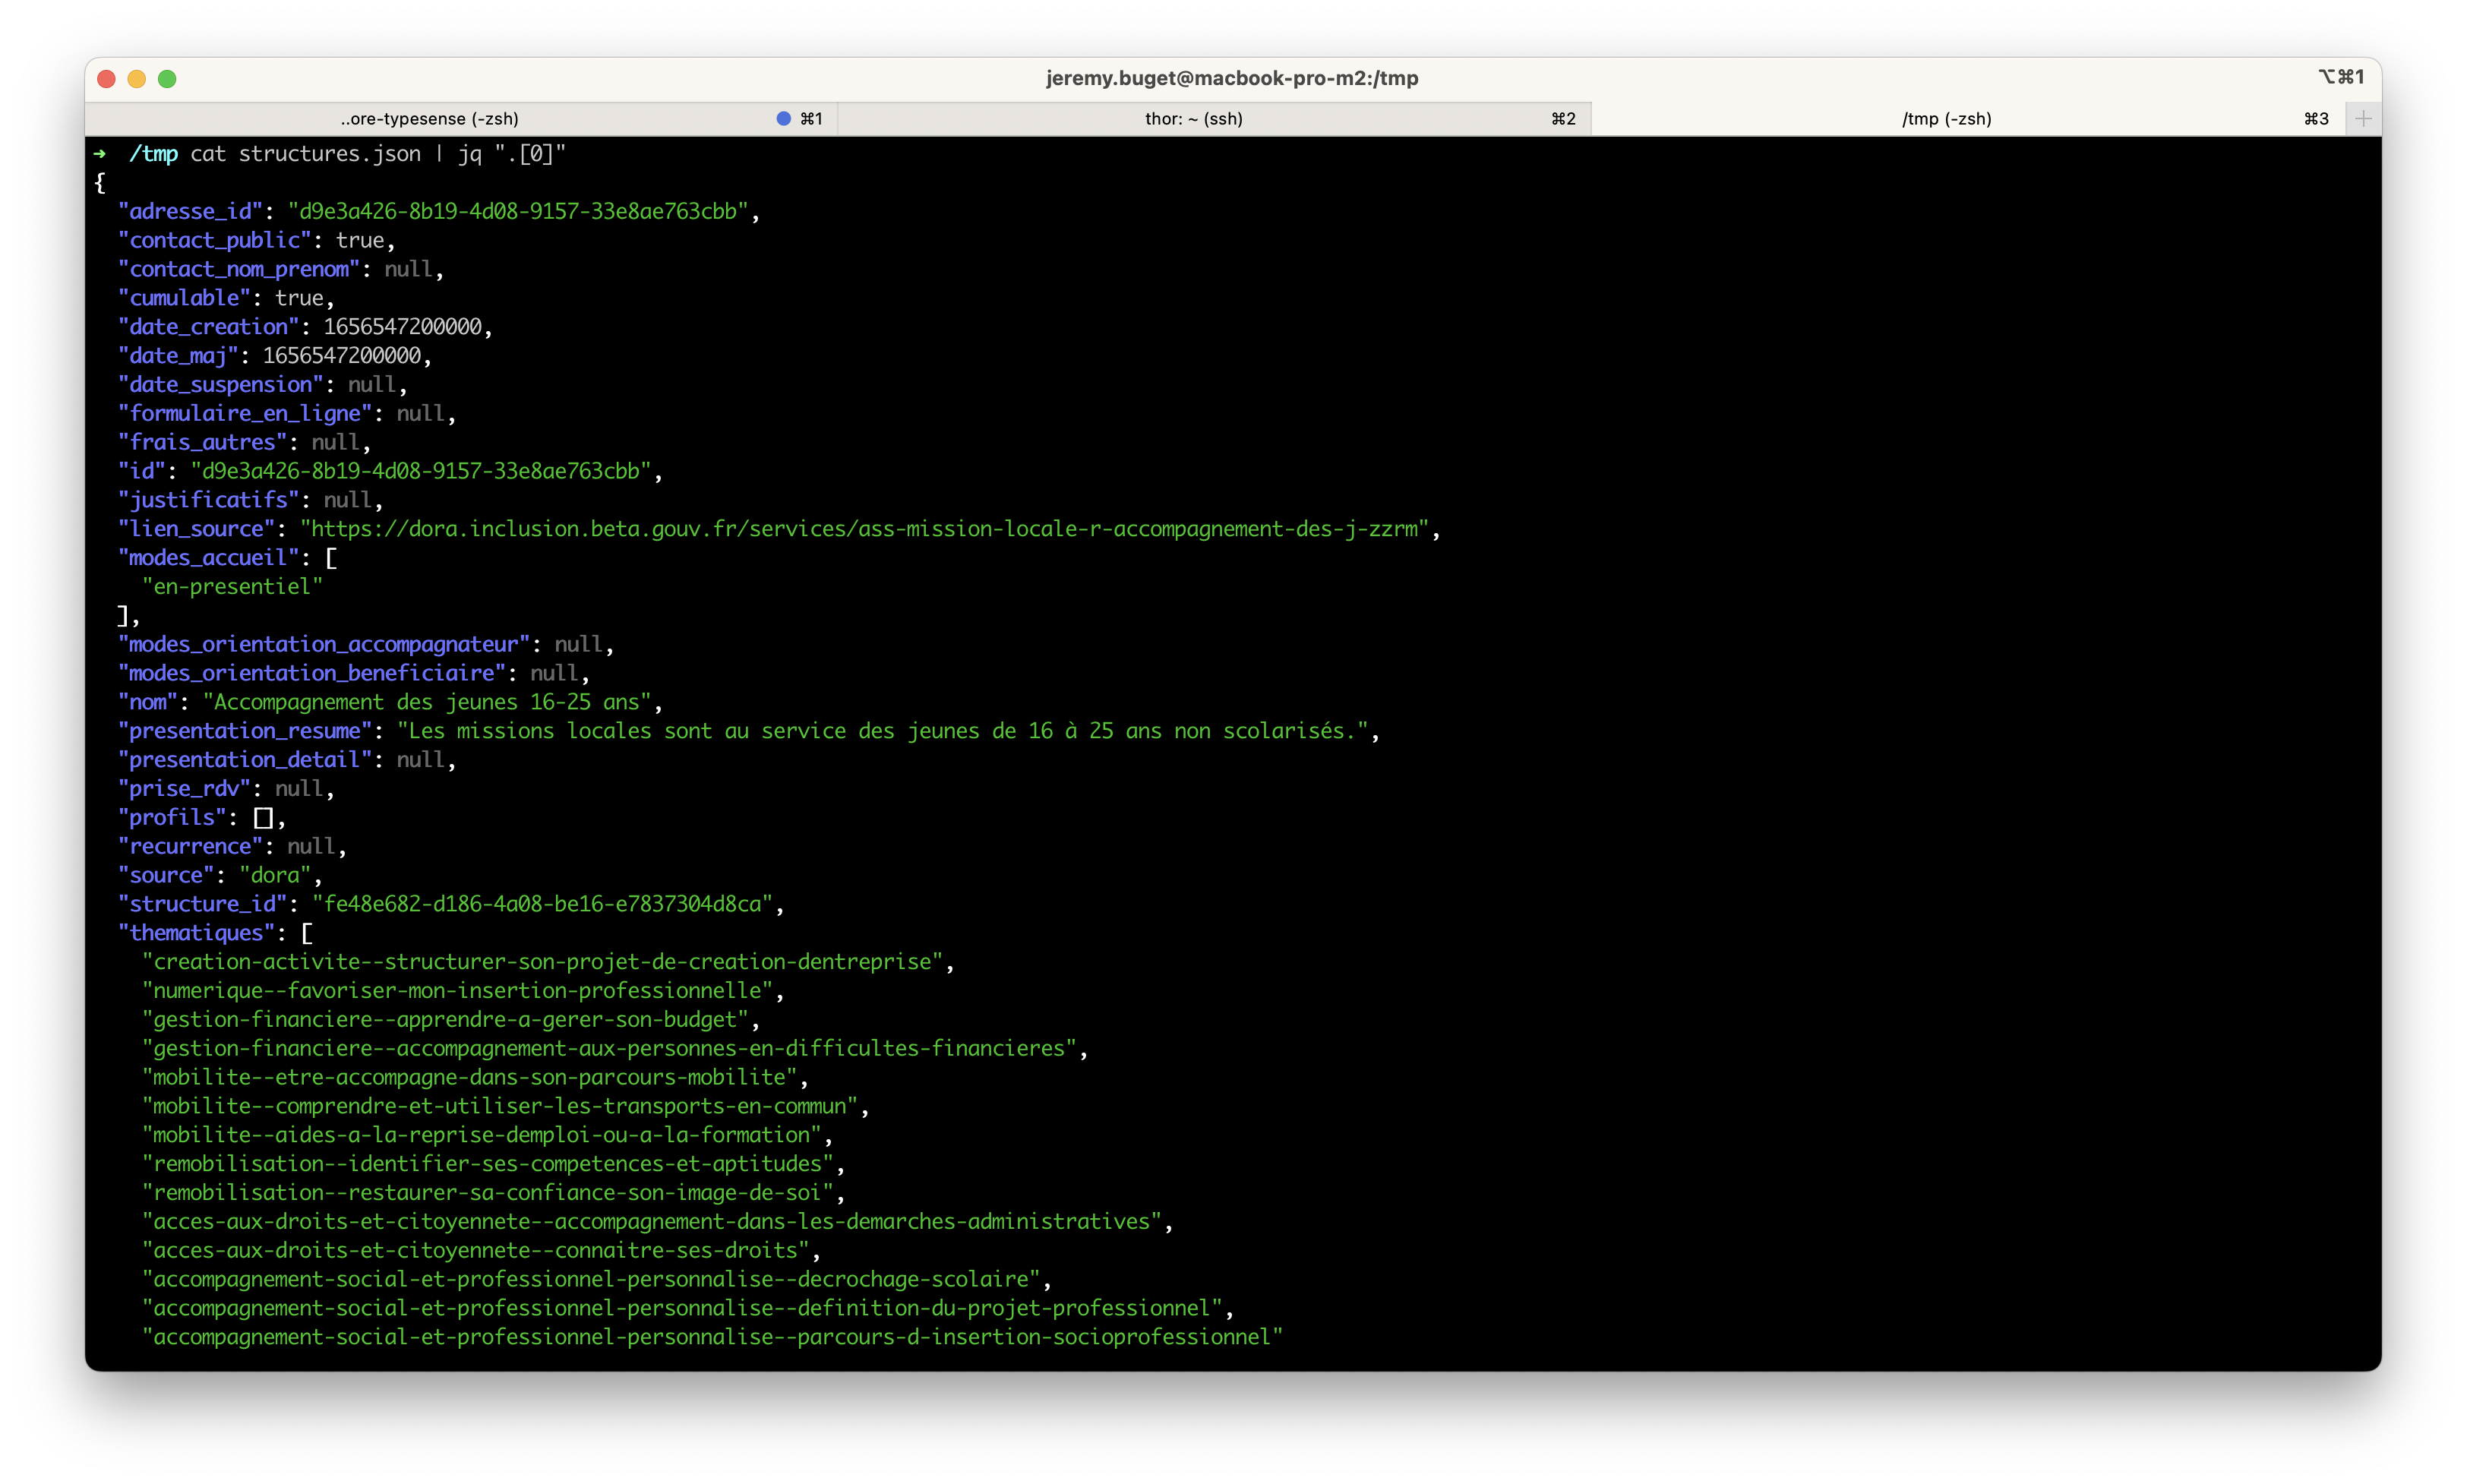 jeremy.buget@macbook-pro-m2:/tmp
⌥⌘1
..ore-typesense (-zsh)
⌘1
thor: ~ (ssh)
⌘2
/tmp (-zsh)
⌘3
➜  /tmp cat structures.json | jq ".[0]"
{
  "adresse_id": "d9e3a426-8b19-4d08-9157-33e8ae763cbb",
  "contact_public": true,
  "contact_nom_prenom": null,
  "cumulable": true,
  "date_creation": 1656547200000,
  "date_maj": 1656547200000,
  "date_suspension": null,
  "formulaire_en_ligne": null,
  "frais_autres": null,
  "id": "d9e3a426-8b19-4d08-9157-33e8ae763cbb",
  "justificatifs": null,
  "lien_source": "https://dora.inclusion.beta.gouv.fr/services/ass-mission-locale-r-accompagnement-des-j-zzrm",
  "modes_accueil": [
    "en-presentiel"
  ],
  "modes_orientation_accompagnateur": null,
  "modes_orientation_beneficiaire": null,
  "nom": "Accompagnement des jeunes 16-25 ans",
  "presentation_resume": "Les missions locales sont au service des jeunes de 16 à 25 ans non scolarisés.",
  "presentation_detail": null,
  "prise_rdv": null,
  "profils": [],
  "recurrence": null,
  "source": "dora",
  "structure_id": "fe48e682-d186-4a08-be16-e7837304d8ca",
  "thematiques": [
    "creation-activite--structurer-son-projet-de-creation-dentreprise",
    "numerique--favoriser-mon-insertion-professionnelle",
    "gestion-financiere--apprendre-a-gerer-son-budget",
    "gestion-financiere--accompagnement-aux-personnes-en-difficultes-financieres",
    "mobilite--etre-accompagne-dans-son-parcours-mobilite",
    "mobilite--comprendre-et-utiliser-les-transports-en-commun",
    "mobilite--aides-a-la-reprise-demploi-ou-a-la-formation",
    "remobilisation--identifier-ses-competences-et-aptitudes",
    "remobilisation--restaurer-sa-confiance-son-image-de-soi",
    "acces-aux-droits-et-citoyennete--accompagnement-dans-les-demarches-administratives",
    "acces-aux-droits-et-citoyennete--connaitre-ses-droits",
    "accompagnement-social-et-professionnel-personnalise--decrochage-scolaire",
    "accompagnement-social-et-professionnel-personnalise--definition-du-projet-professionnel",
    "accompagnement-social-et-professionnel-personnalise--parcours-d-insertion-socioprofessionnel"